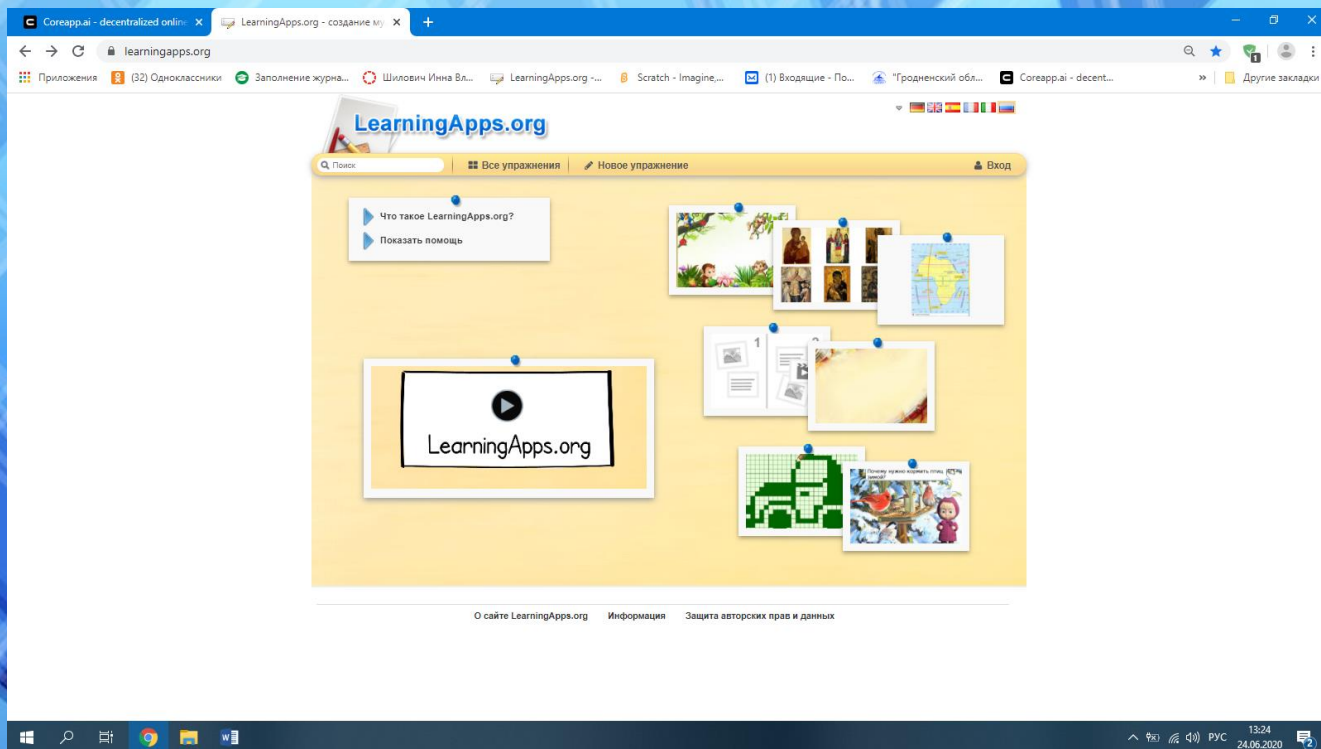 Coreapp.ai - decentralized online
LearningApps.org - создание му
learningapps.org
Приложения
(32) Одноклассники
Заполнение журна...
Шилович Инна Вл...
LearningApps.org -...
Scratch - Imagine,...
(1) Входящие - По...
"Гродненский обл...
Coreapp.ai - decent...
»
Другие закладки
LearningApps.org
Поиск
Все упражнения
Новое упражнение
Вход
Что такое LearningApps.org?
Показать помощь
1
LearningApps.org
Почему нужно кормить птиц
зимой?
О сайте LearningApps.org
Информация
Защита авторских прав и данных
РУС
13:24
24.06.2020
2